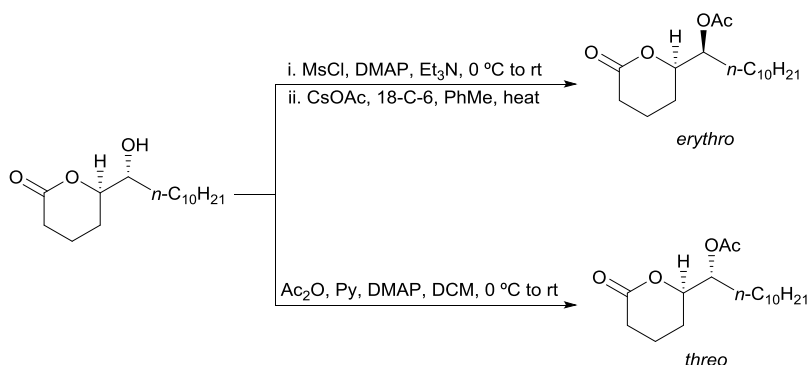 OAc
H
O
O
n-C10H21
erythro
i. MsCl, DMAP, Et3N, 0 ºC to rt
ii. CsOAc, 18-C-6, PhMe, heat
OH
H
O
O
n-C10H21
Ac2O, Py, DMAP, DCM, 0 ºC to rt
OAc
H
O
O
n-C10H21
threo